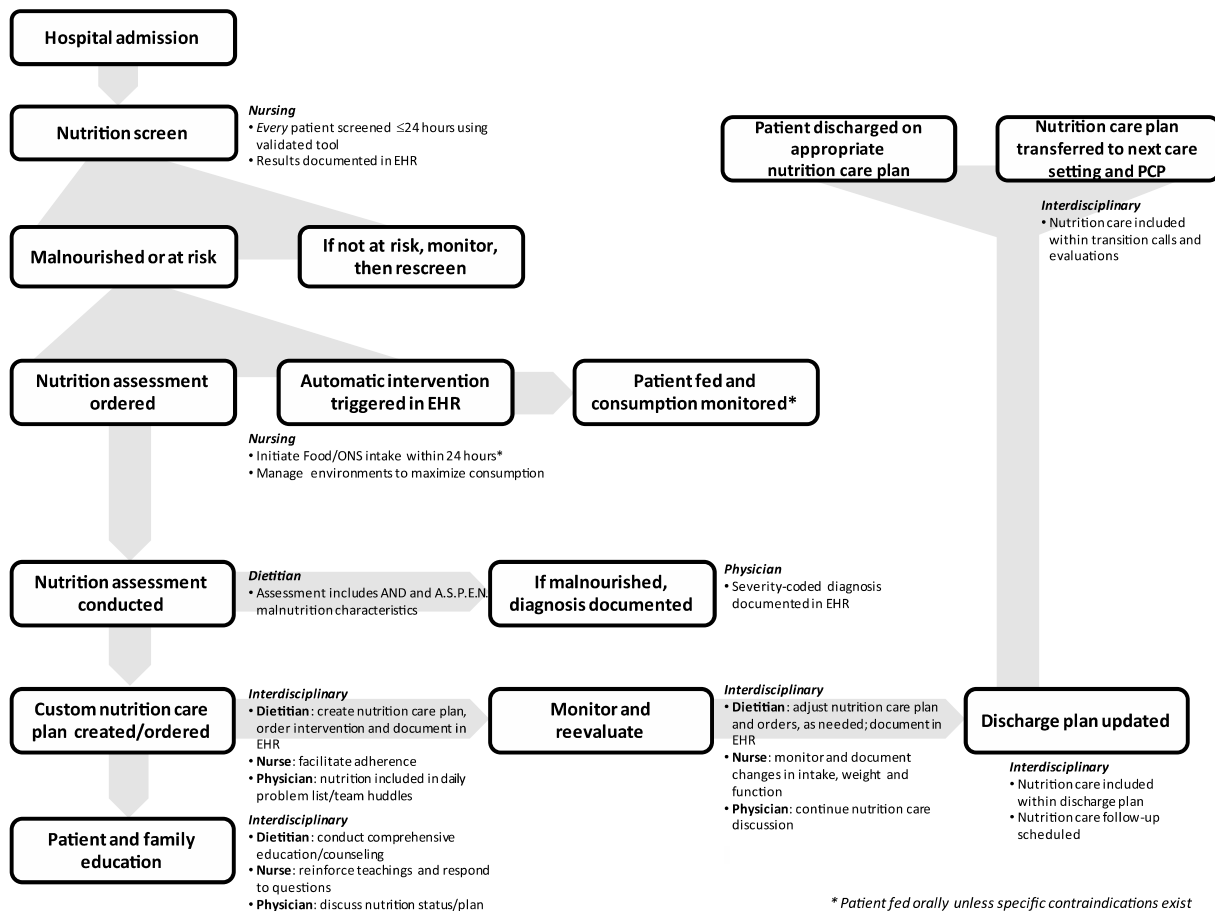 Hospital admission
Nutrition screen
Nursing
• Every patient screened ≤24 hours using
validated tool
• Results documented in EHR
Patient discharged on
appropriate
nutrition care plan
Nutrition care plan
transferred to next care
setting and PCP
Interdisciplinary
• Nutrition care included
within transition calls and
evaluations
Malnourished or at risk
If not at risk, monitor,
then rescreen
Nutrition assessment
ordered
Automatic intervention
triggered in EHR
Patient fed and
consumption monitored*
Nursing
• Initiate Food/ONS intake within 24 hours*
• Manage environments to maximize consumption
Nutrition assessment
conducted
Dietitian
• Assessment includes AND and A.S.P.E.N.
malnutrition characteristics
If malnourished,
diagnosis documented
Physician
• Severity-coded diagnosis
documented in EHR
Custom nutrition care
plan created/ordered
Interdisciplinary
• Dietitian: create nutrition care plan,
order intervention and document in
EHR
• Nurse: facilitate adherence
• Physician: nutrition included in daily
problem list/team huddles
Monitor and
reevaluate
Interdisciplinary
• Dietitian: adjust nutrition care plan
and orders, as needed; document in
EHR
• Nurse: monitor and document
changes in intake, weight and
function
• Physician: continue nutrition care
discussion
Discharge plan updated
Interdisciplinary
• Nutrition care included
within discharge plan
• Nutrition care follow-up
scheduled
Patient and family
education
Interdisciplinary
• Dietitian: conduct comprehensive
education/counseling
• Nurse: reinforce teachings and respond
to questions
• Physician: discuss nutrition status/plan
* Patient fed orally unless specific contraindications exist